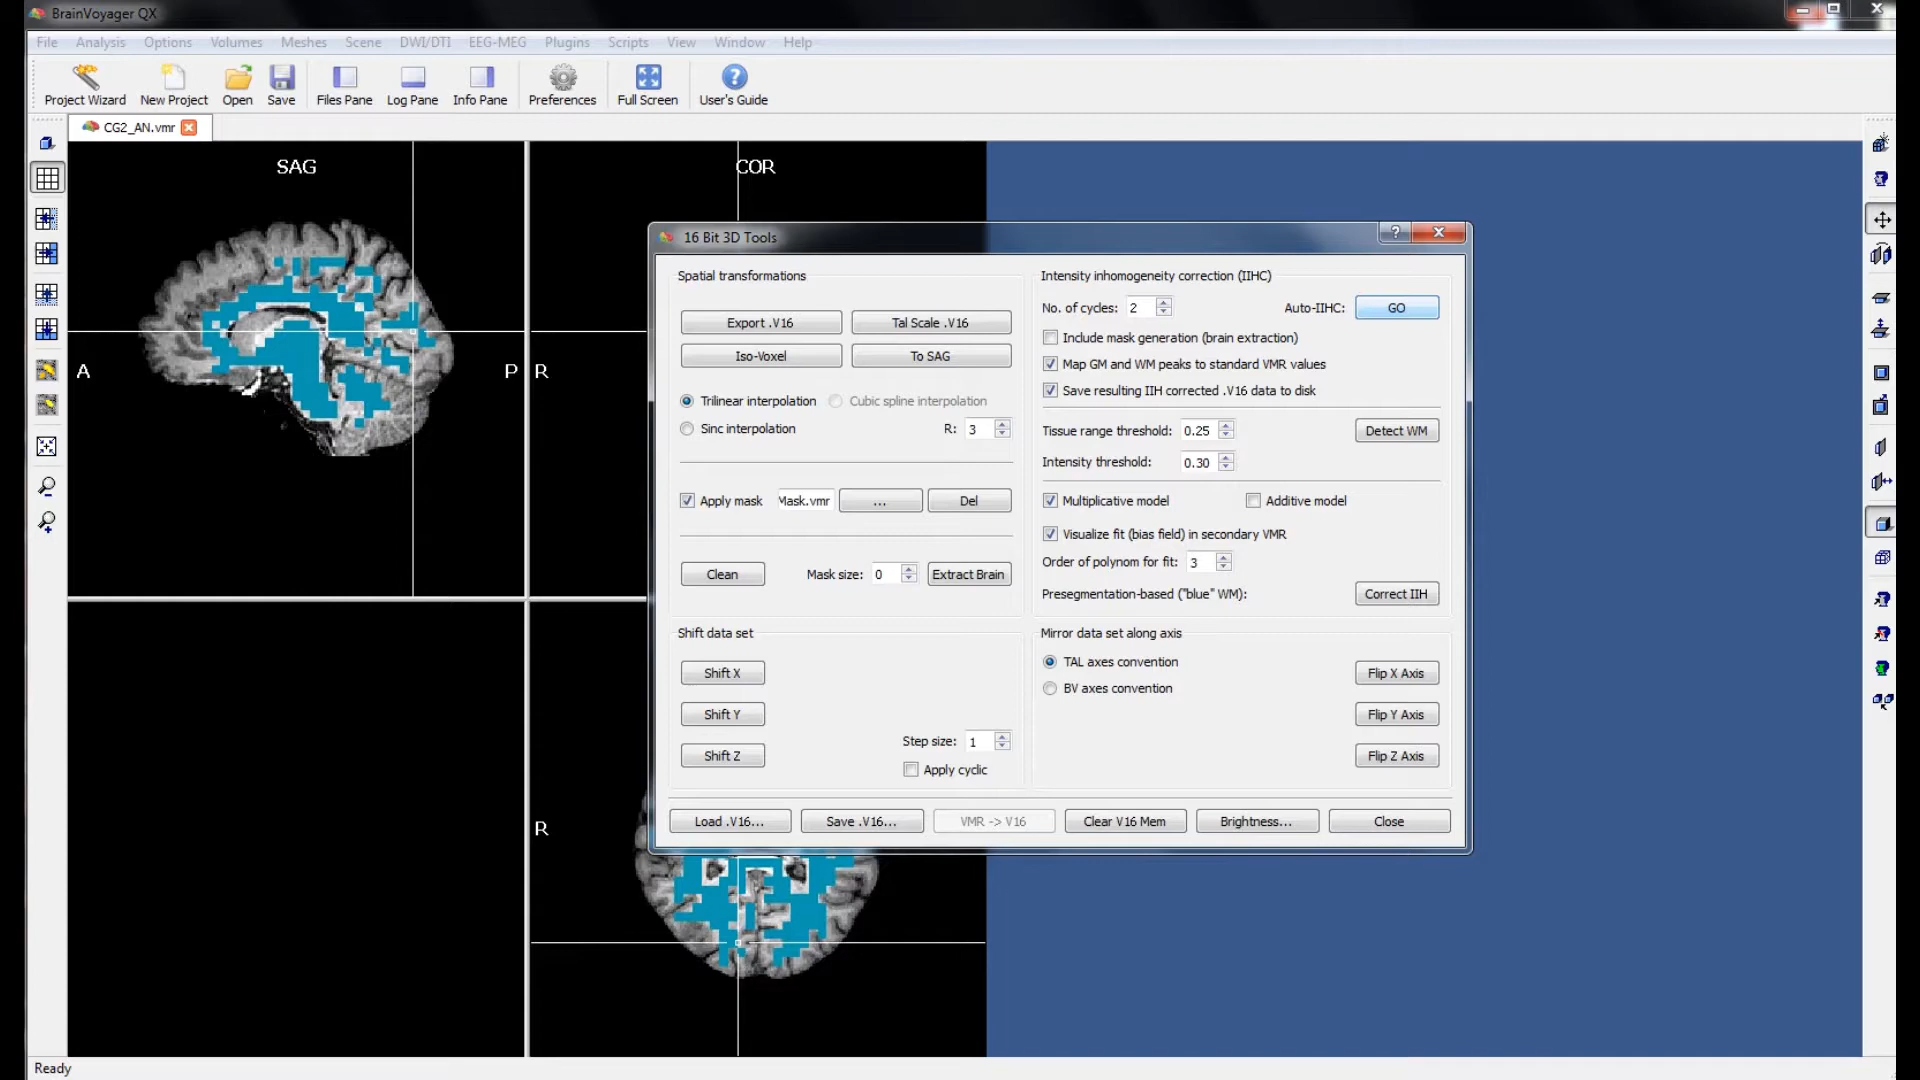 BrainVoyager QX
File Analysis Options Volumes Meshes Scene DWI/DTI EEG-MEG Plugins Scripts View Window Help
Project Wizard New Project Open Save Files Pane Log Pane Info Pane Preferences Full Screen User's Guide
CG2_AN.vmr
SAG COR
A P R
R
16 Bit 3D Tools
Spatial transformations
Export .V16 Tal Scale .V16
Iso-Voxel To SAG
Trilinear interpolation Cubic spline interpolation
Sinc interpolation R: 3
Apply mask Mask.vmr ... Del
Clean Mask size: 0 Extract Brain
Shift data set
Shift X
Shift Y
Shift Z
Step size: 1
Apply cyclic
Intensity inhomogeneity correction (IIHC)
No. of cycles: 2 Auto-IIHC: GO
Include mask generation (brain extraction)
Map GM and WM peaks to standard VMR values
Save resulting IIH corrected .V16 data to disk
Tissue range threshold: 0.25 Detect WM
Intensity threshold: 0.30
Multiplicative model Additive model
Visualize fit (bias field) in secondary VMR
Order of polynom for fit: 3
Presegmentation-based ("blue" WM): Correct IIH
Mirror data set along axis
TAL axes convention Flip X Axis
BV axes convention
Flip Y Axis
Flip Z Axis
Load .V16... Save .V16... VMR -> V16 Clear V16 Mem Brightness... Close
Ready